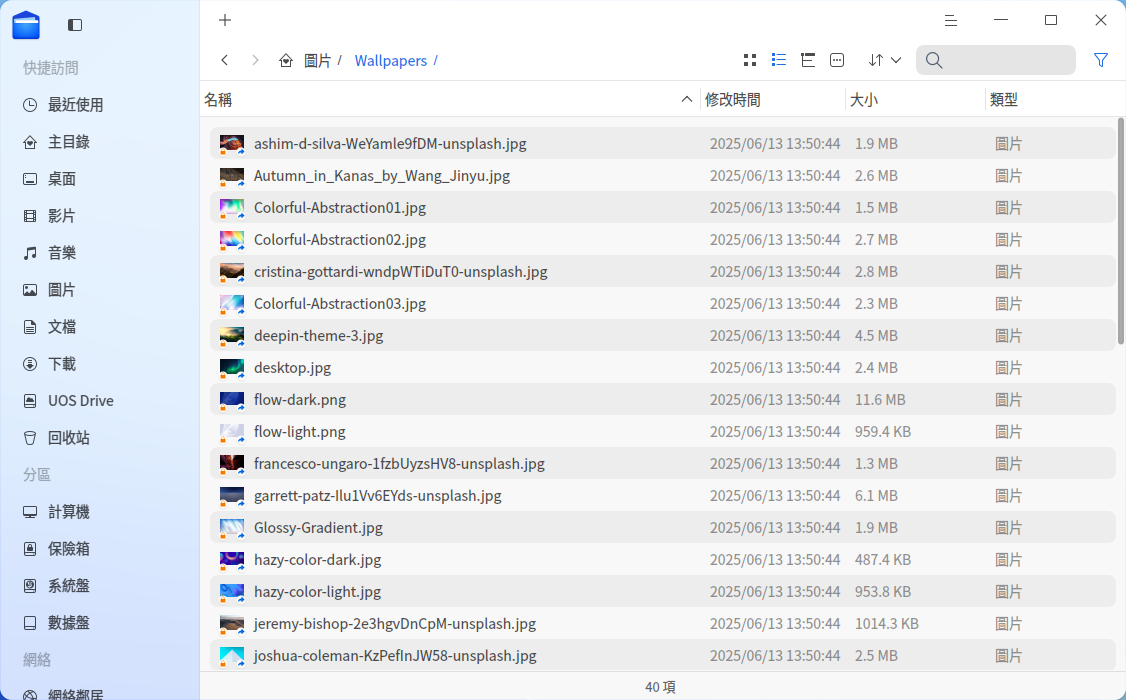 快捷訪問
最近使用
主目錄
桌面
影片
音樂
圖片
文檔
下載
UOS Drive
回收站
分區
計算機
保險箱
系統盤
數據盤
網絡
網絡鄰居
圖片 / Wallpapers /
名稱 修改時間 大小 類型
ashim-d-silva-WeYamle9fDM-unsplash.jpg 2025/06/13 13:50:44 1.9 MB 圖片
Autumn_in_Kanas_by_Wang_Jinyu.jpg 2025/06/13 13:50:44 2.6 MB 圖片
Colorful-Abstraction01.jpg 2025/06/13 13:50:44 1.5 MB 圖片
Colorful-Abstraction02.jpg 2025/06/13 13:50:44 2.7 MB 圖片
cristina-gottardi-wndpWTiDuT0-unsplash.jpg 2025/06/13 13:50:44 2.8 MB 圖片
Colorful-Abstraction03.jpg 2025/06/13 13:50:44 2.3 MB 圖片
deepin-theme-3.jpg 2025/06/13 13:50:44 4.5 MB 圖片
desktop.jpg 2025/06/13 13:50:44 2.4 MB 圖片
flow-dark.png 2025/06/13 13:50:44 11.6 MB 圖片
flow-light.png 2025/06/13 13:50:44 959.4 KB 圖片
francesco-ungaro-1fzbUyzsHV8-unsplash.jpg 2025/06/13 13:50:44 1.3 MB 圖片
garrett-patz-Ilu1Vv6EYds-unsplash.jpg 2025/06/13 13:50:44 6.1 MB 圖片
Glossy-Gradient.jpg 2025/06/13 13:50:44 1.9 MB 圖片
hazy-color-dark.jpg 2025/06/13 13:50:44 487.4 KB 圖片
hazy-color-light.jpg 2025/06/13 13:50:44 953.8 KB 圖片
jeremy-bishop-2e3hgvDnCpM-unsplash.jpg 2025/06/13 13:50:44 1014.3 KB 圖片
joshua-coleman-KzPefInJW58-unsplash.jpg 2025/06/13 13:50:44 2.5 MB 圖片
40 項